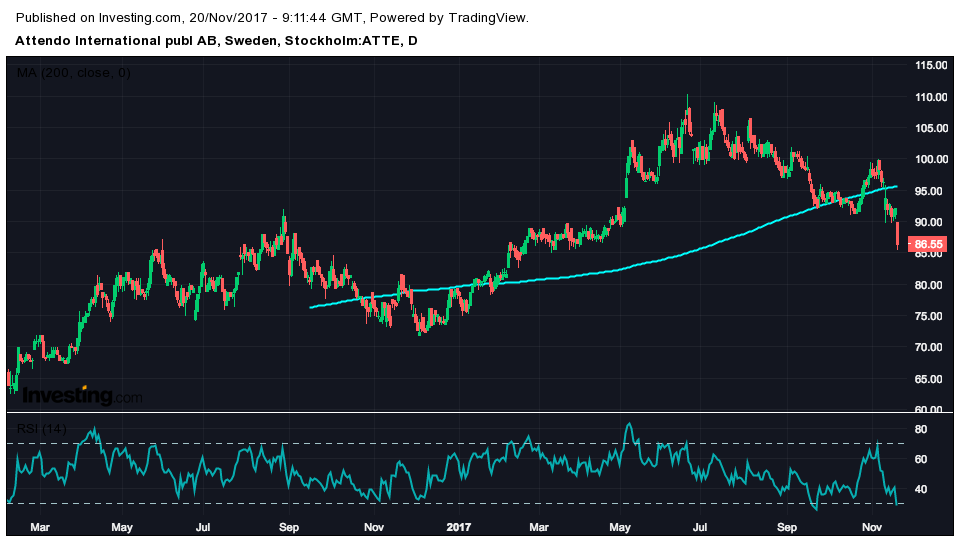 Published on Investing.com, 20/Nov/2017 - 9:11:44 GMT, Powered by TradingView.
Attendo International publ AB, Sweden, Stockholm:ATTE, D
MA (200, close, 0)
115.00
110.00
105.00
100.00
95.00
90.00
86.55
85.00
80.00
75.00
70.00
65.00
60.00
Investing.com
RSI (14)
80
60
40
Mar May Jul Sep Nov 2017 Mar May Jul Sep Nov